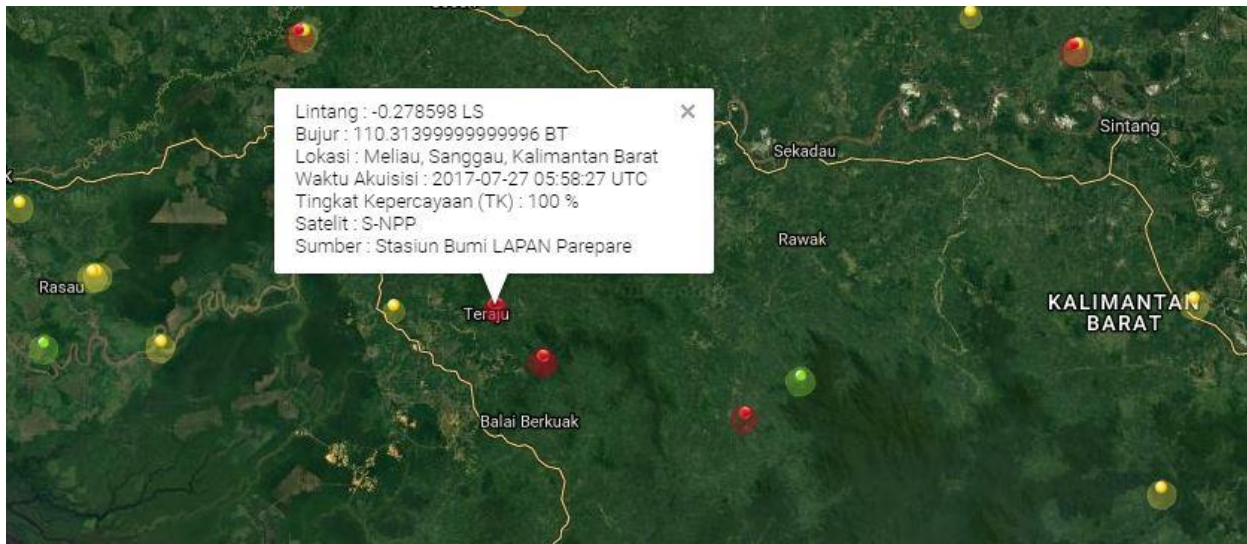 Lintang : -0.278598 LS
Bujur : 110.31399999999996 BT
Lokasi : Meliau, Sanggau, Kalimantan Barat
Waktu Akuisisi : 2017-07-27 05:58:27 UTC
Tingkat Kepercayaan (TK) : 100 %
Satelit : S-NPP
Sumber : Stasiun Bumi LAPAN Parepare
×
Sintang
Sekadau
Rawak
Rasau
KALIMANTAN
BARAT
Teraju
Balai Berkuak